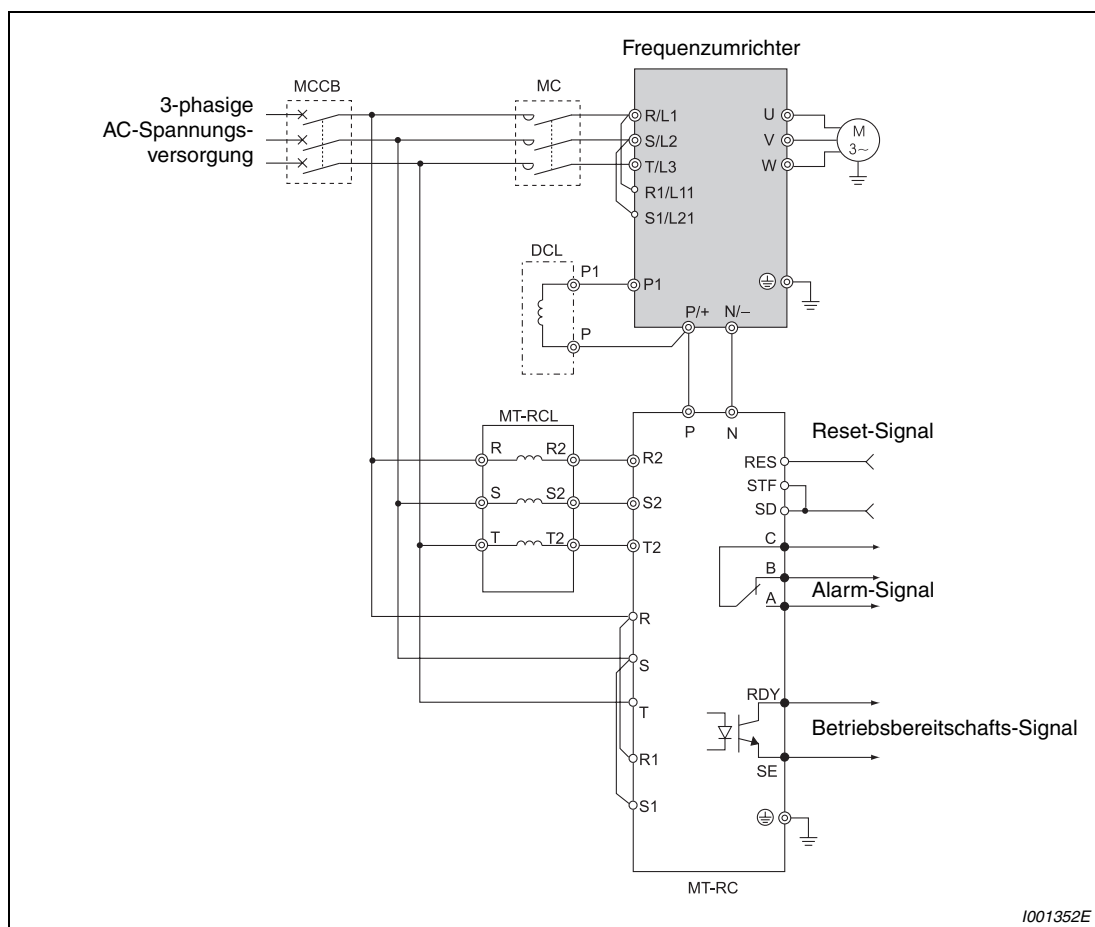 Frequenzumrichter
3-phasige
AC-Spannungs-
versorgung
MCCB
MC
R/L1
S/L2
T/L3
R1/L11
S1/L21
U
V
W
M
3~
DCL
P1
P
P1
P/+
N/–
MT-RCL
R
R2
S
S2
T
T2
P
N
R2
S2
T2
R
S
T
R1
S1
RES
STF
SD
C
B
A
RDY
SE
Reset-Signal
Alarm-Signal
Betriebsbereitschafts-Signal
MT-RC
I001352E